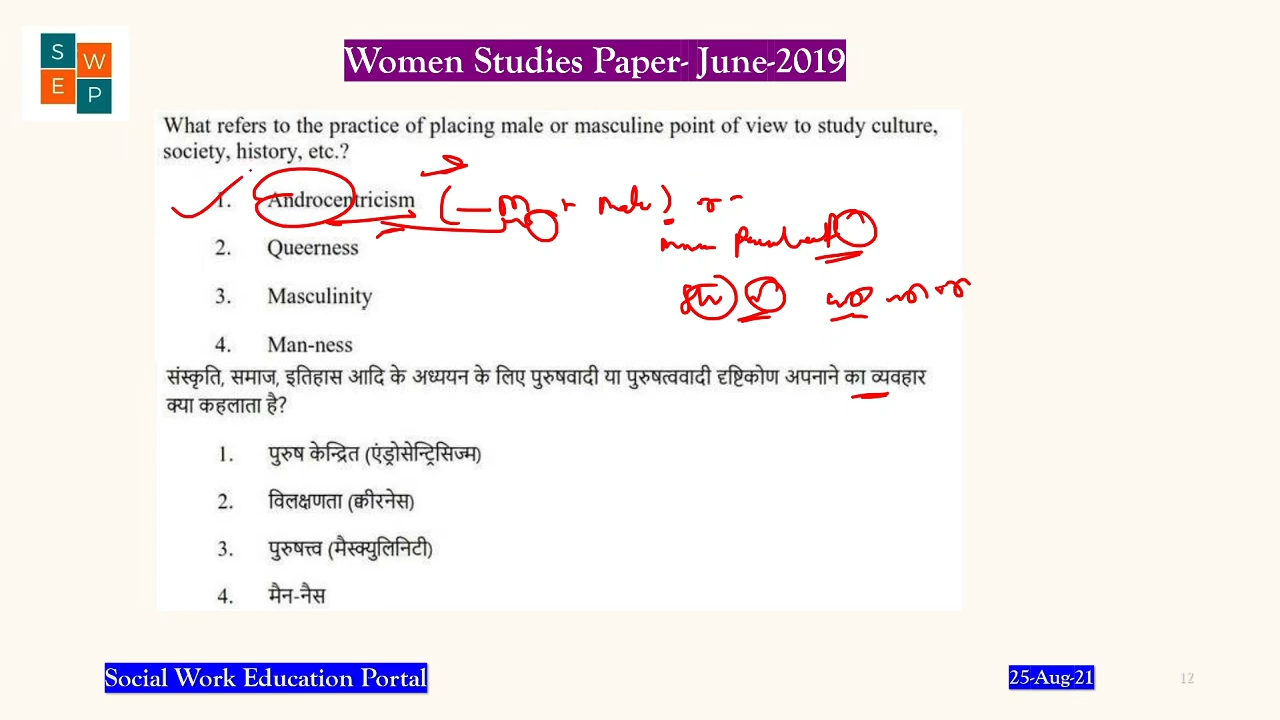 S
W
E
P
Women Studies Paper- June-2019
What refers to the practice of placing male or masculine point of view to study culture,
society, history, etc.?
1. Androcentricism
male
2. Queerness
3. Masculinity
4. Man-ness
संस्कृति, समाज, इतिहास आदि के अध्ययन के लिए पुरुषवादी या पुरुषत्ववादी दृष्टिकोण अपनाने का व्यवहार
क्या कहलाता है?
1. पुरुष केन्द्रित (एंड्रोसेन्ट्रिसिज्म)
2. विलक्षणता (क्वीरनेस)
3. पुरुषत्त्व (मैस्क्युलिनिटी)
4. मैन-नैस
Social Work Education Portal
25-Aug-21
12